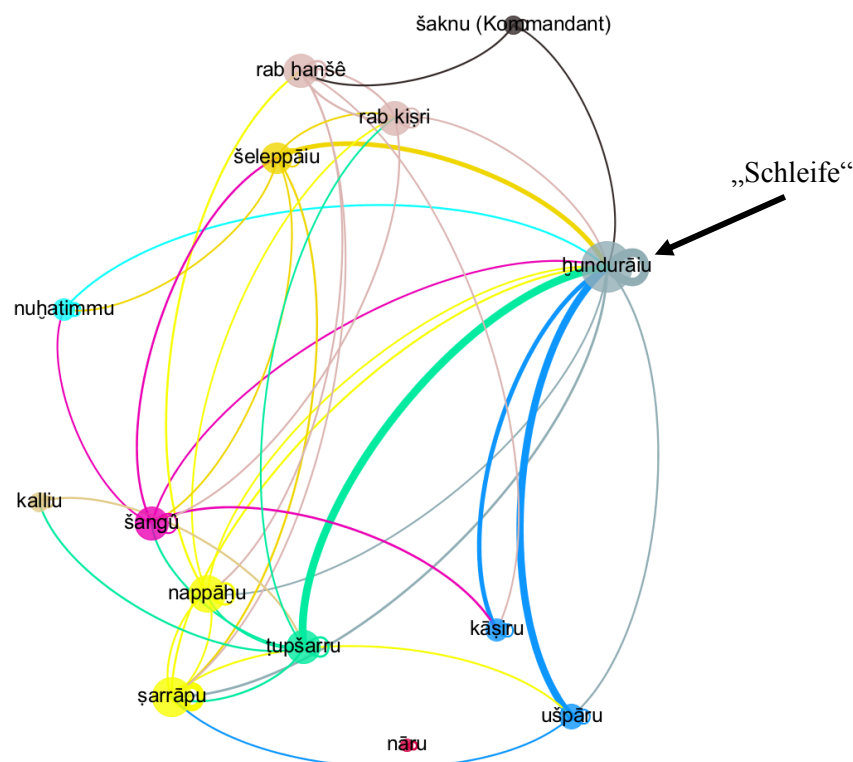 šaknu (Kommandant)
rab ḫanšê
rab kiṣri
šeleppāiu
„Schleife“
ḫundurāiu
nuḫatimmu
kalliu
šangû
nappāḫu
kāṣiru
ṭupšarru
ṣarrāpu
ušpāru
nāru